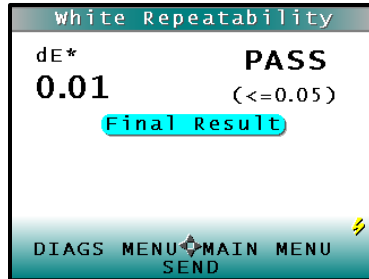 White Repeatability
dE* PASS
0.01 (<=0.05)
Final Result
DIAGS MENU MAIN MENU
SEND